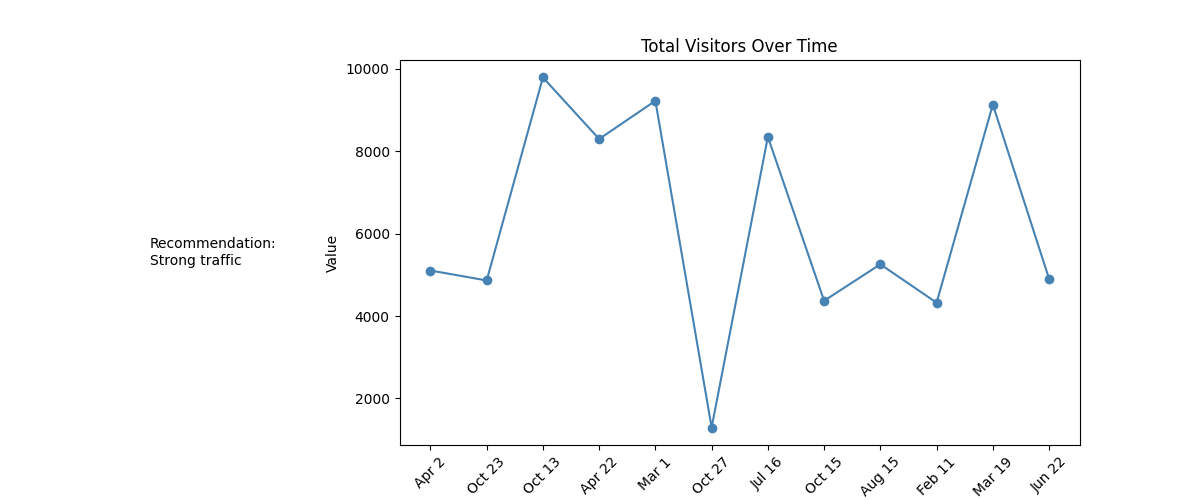 Total Visitors Over Time
Recommendation:
Strong traffic
Value
10000
8000
6000
4000
2000
Apr 2
Oct 23
Oct 13
Apr 22
Mar 1
Oct 27
Jul 16
Oct 15
Aug 15
Feb 11
Mar 19
Jun 22